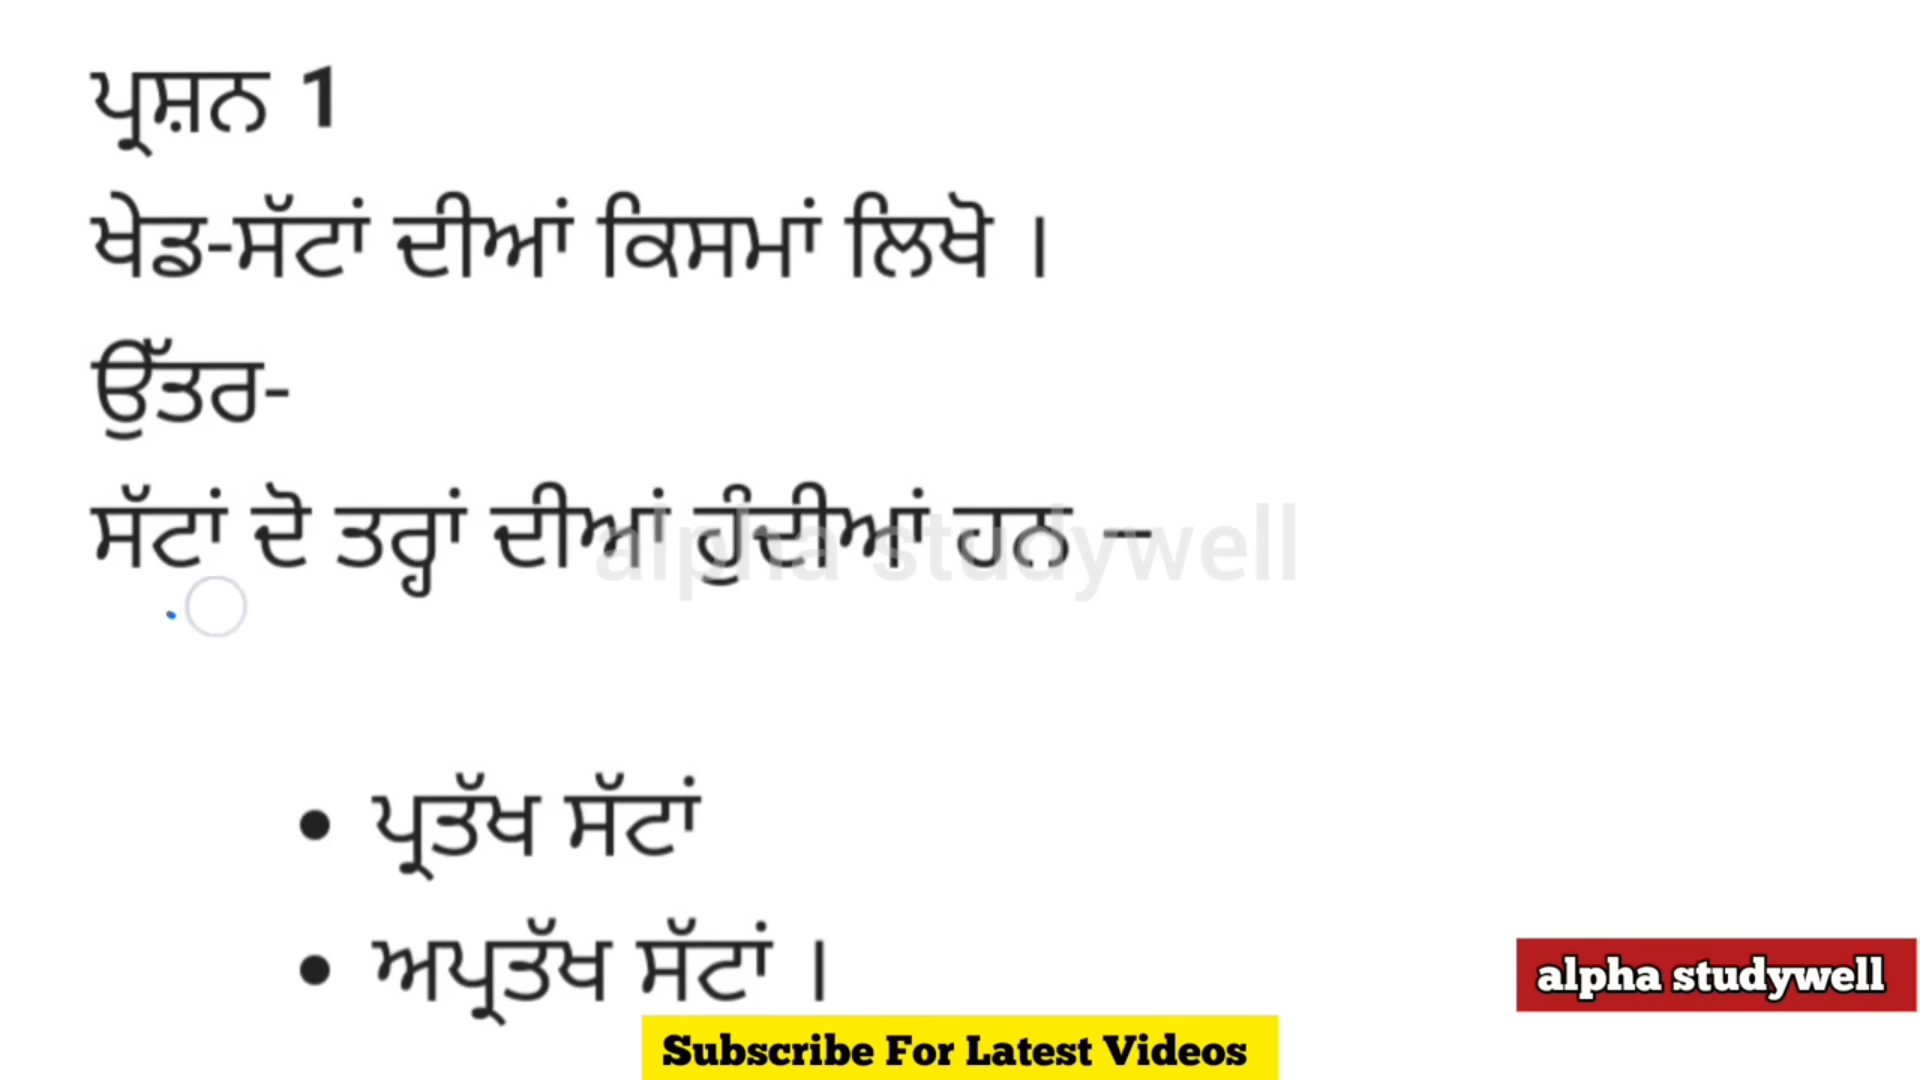 ਪ੍ਰਸ਼ਨ 1
ਖੇਡ-ਸੱਟਾਂ ਦੀਆਂ ਕਿਸਮਾਂ ਲਿਖੋ ।
ਉੱਤਰ-
ਸੱਟਾਂ ਦੋ ਤਰ੍ਹਾਂ ਦੀਆਂ ਹੁੰਦੀਆਂ ਹਨ –
alpha studywell
• ਪ੍ਰਤੱਖ ਸੱਟਾਂ
• ਅਪ੍ਰਤੱਖ ਸੱਟਾਂ ।
alpha studywell
Subscribe For Latest Videos